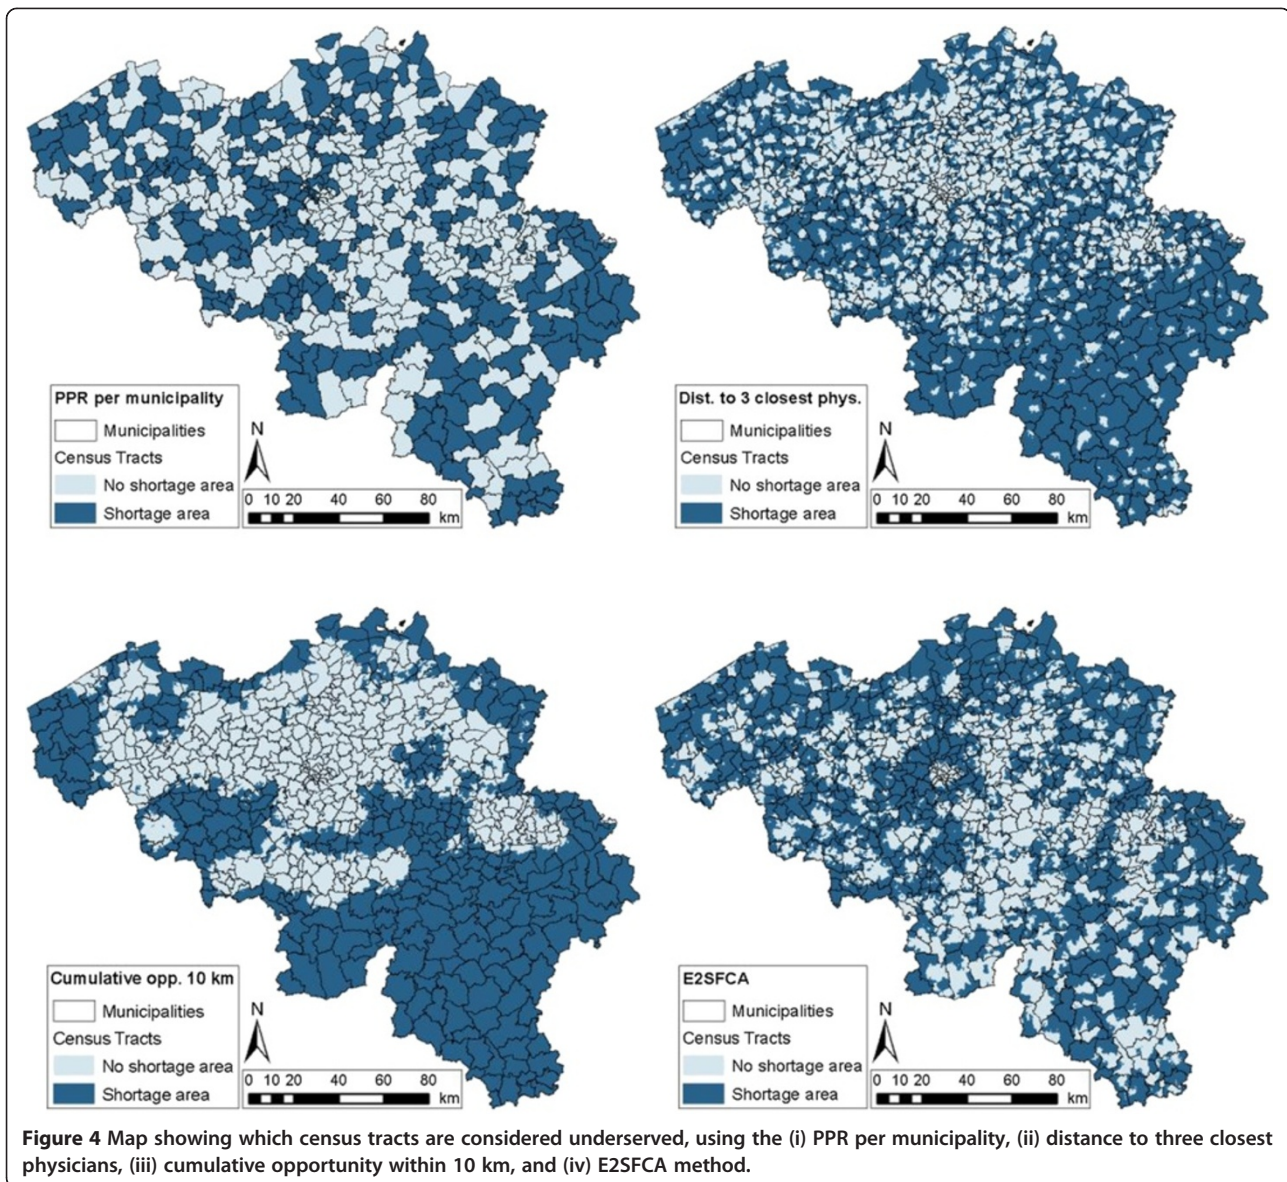 PPR per municipality
Municipalities
Census Tracts
No shortage area
Shortage area
N
0 10 20 40 60 80
km
Dist. to 3 closest phys.
Municipalities
Census Tracts
No shortage area
Shortage area
N
0 10 20 40 60 80
km
Cumulative opp. 10 km
Municipalities
Census Tracts
No shortage area
Shortage area
N
0 10 20 40 60 80
km
E2SFCA
Municipalities
Census Tracts
No shortage area
Shortage area
N
0 10 20 40 60 80
km
Figure 4 Map showing which census tracts are considered underserved, using the (i) PPR per municipality, (ii) distance to three closest
physicians, (iii) cumulative opportunity within 10 km, and (iv) E2SFCA method.